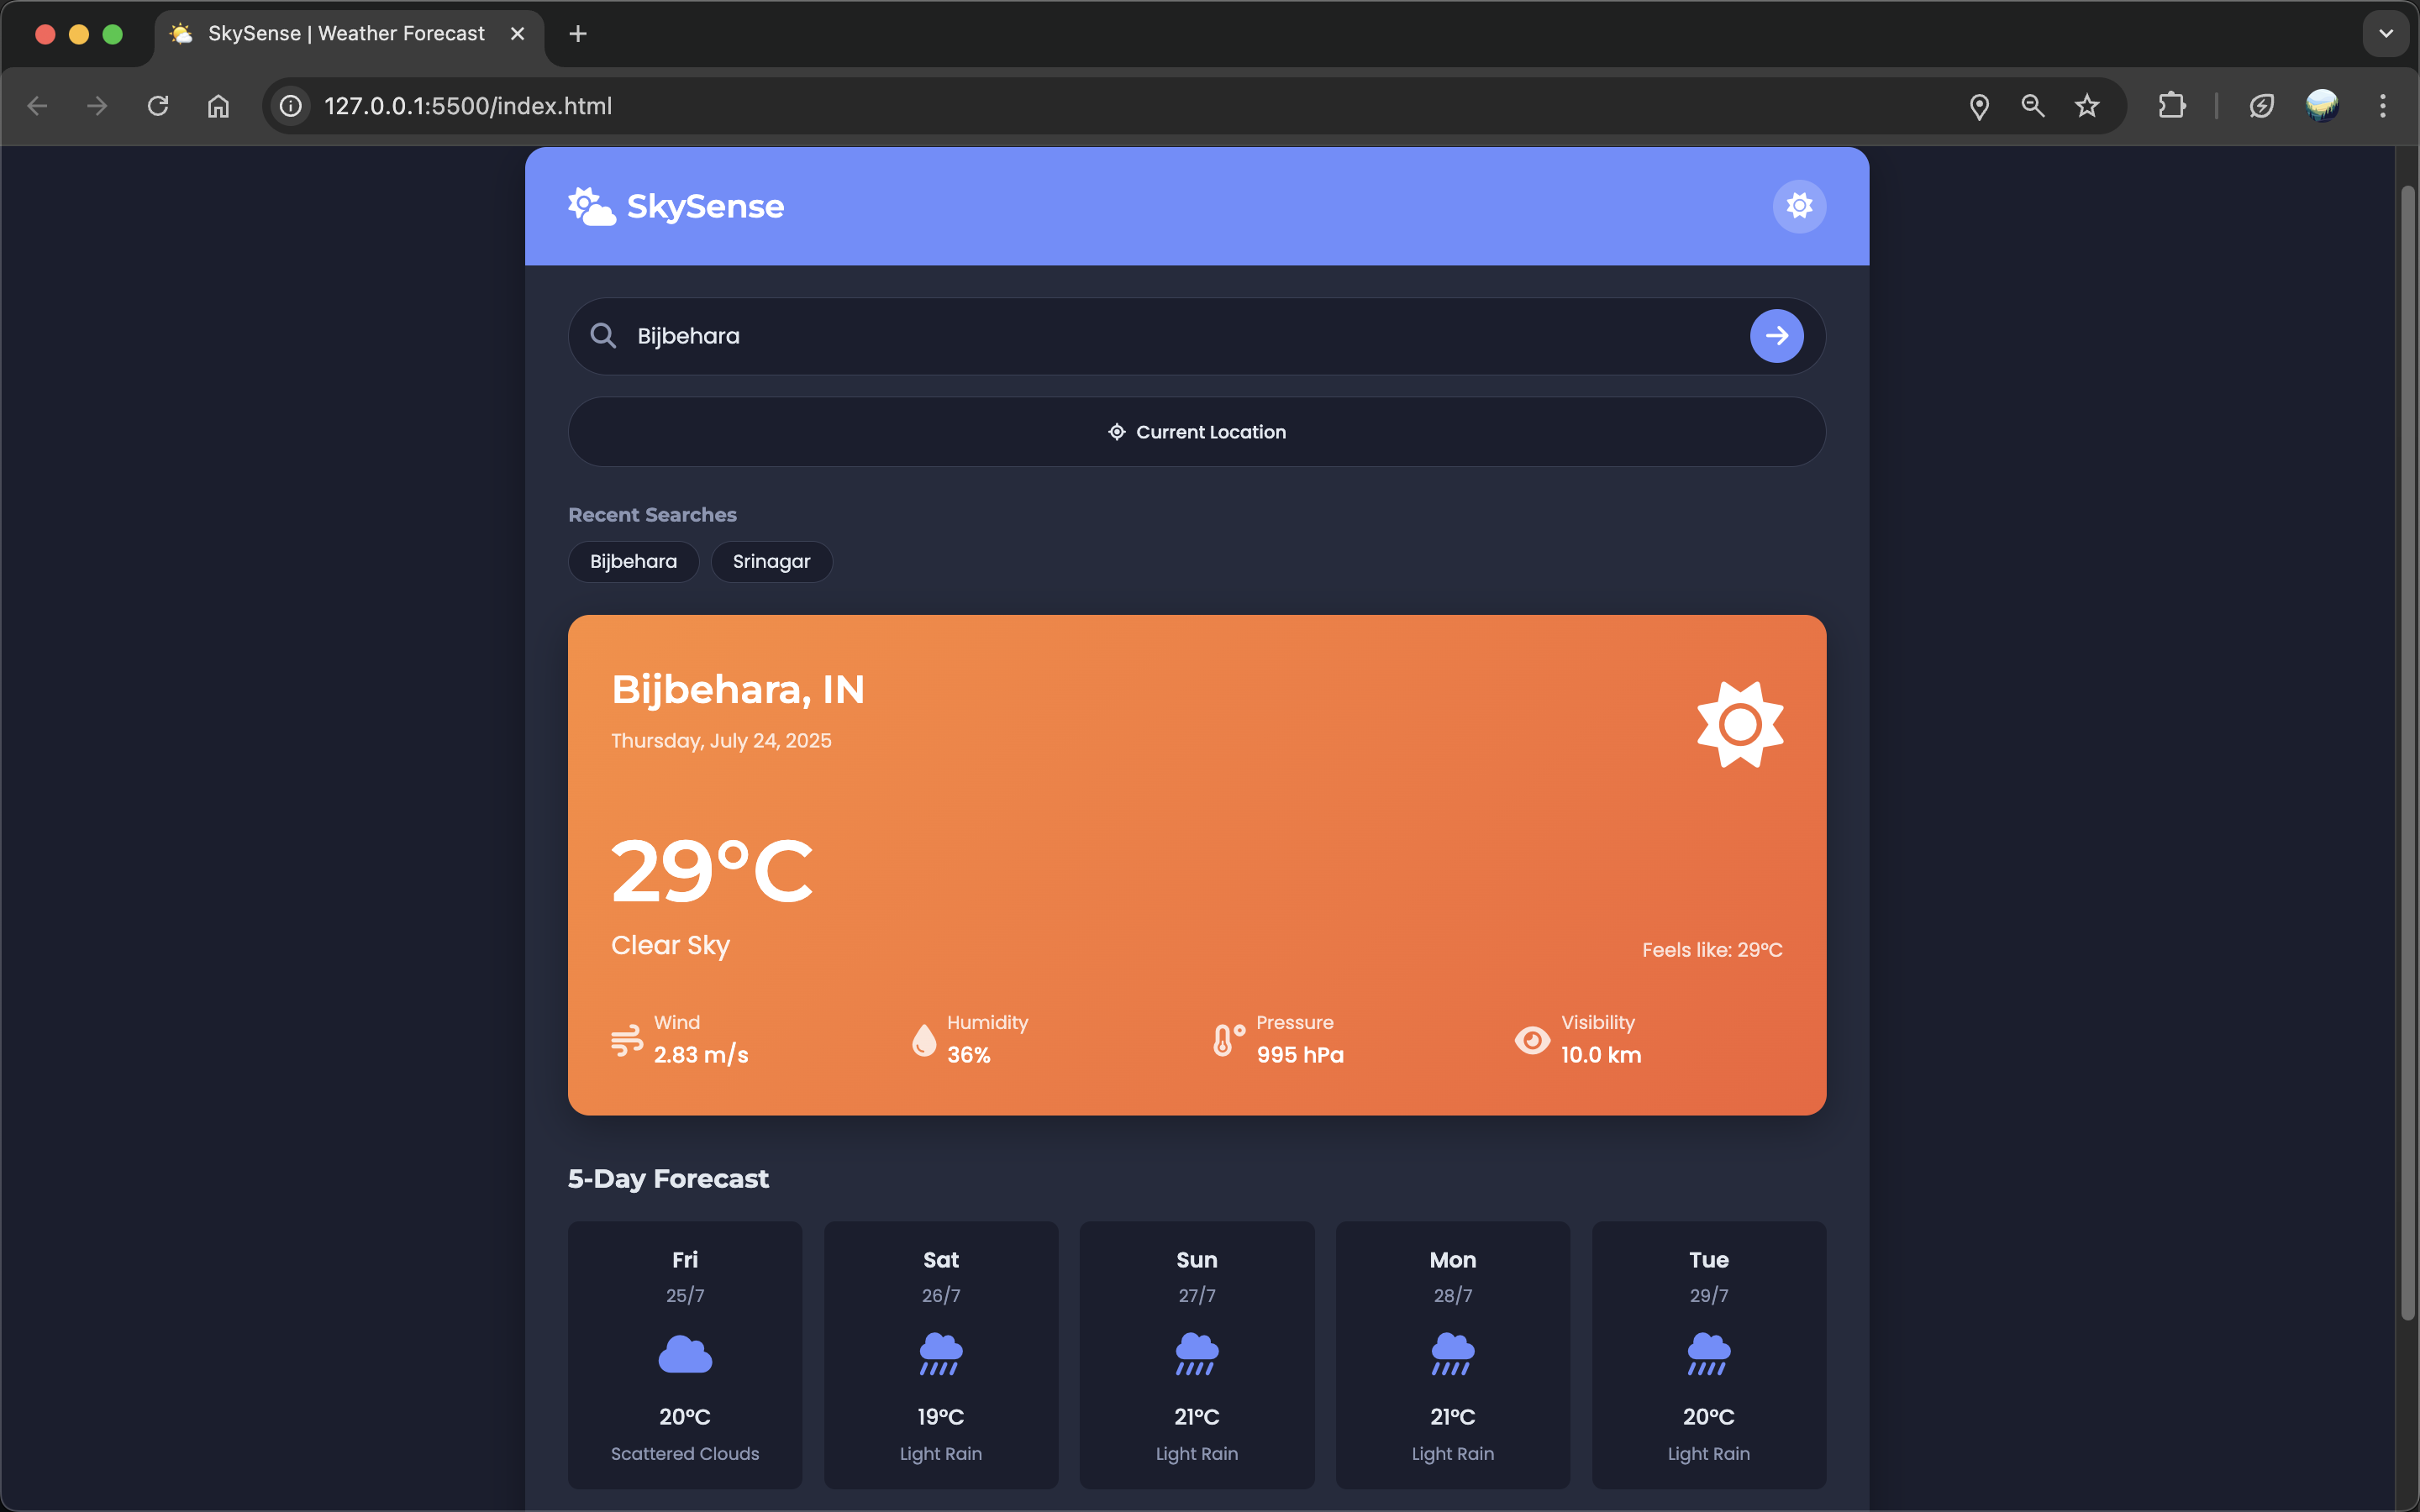 SkySense | Weather Forecast
127.0.0.1:5500/index.html
SkySense
Bijbehara
Current Location
Recent Searches
Bijbehara Srinagar
Bijbehara, IN
Thursday, July 24, 2025
29°C
Clear Sky
Feels like: 29°C
Wind Humidity Pressure Visibility
2.83 m/s 36% 995 hPa 10.0 km
5-Day Forecast
Fri Sat Sun Mon Tue
25/7 26/7 27/7 28/7 29/7
20°C 19°C 21°C 21°C 20°C
Scattered Clouds Light Rain Light Rain Light Rain Light Rain